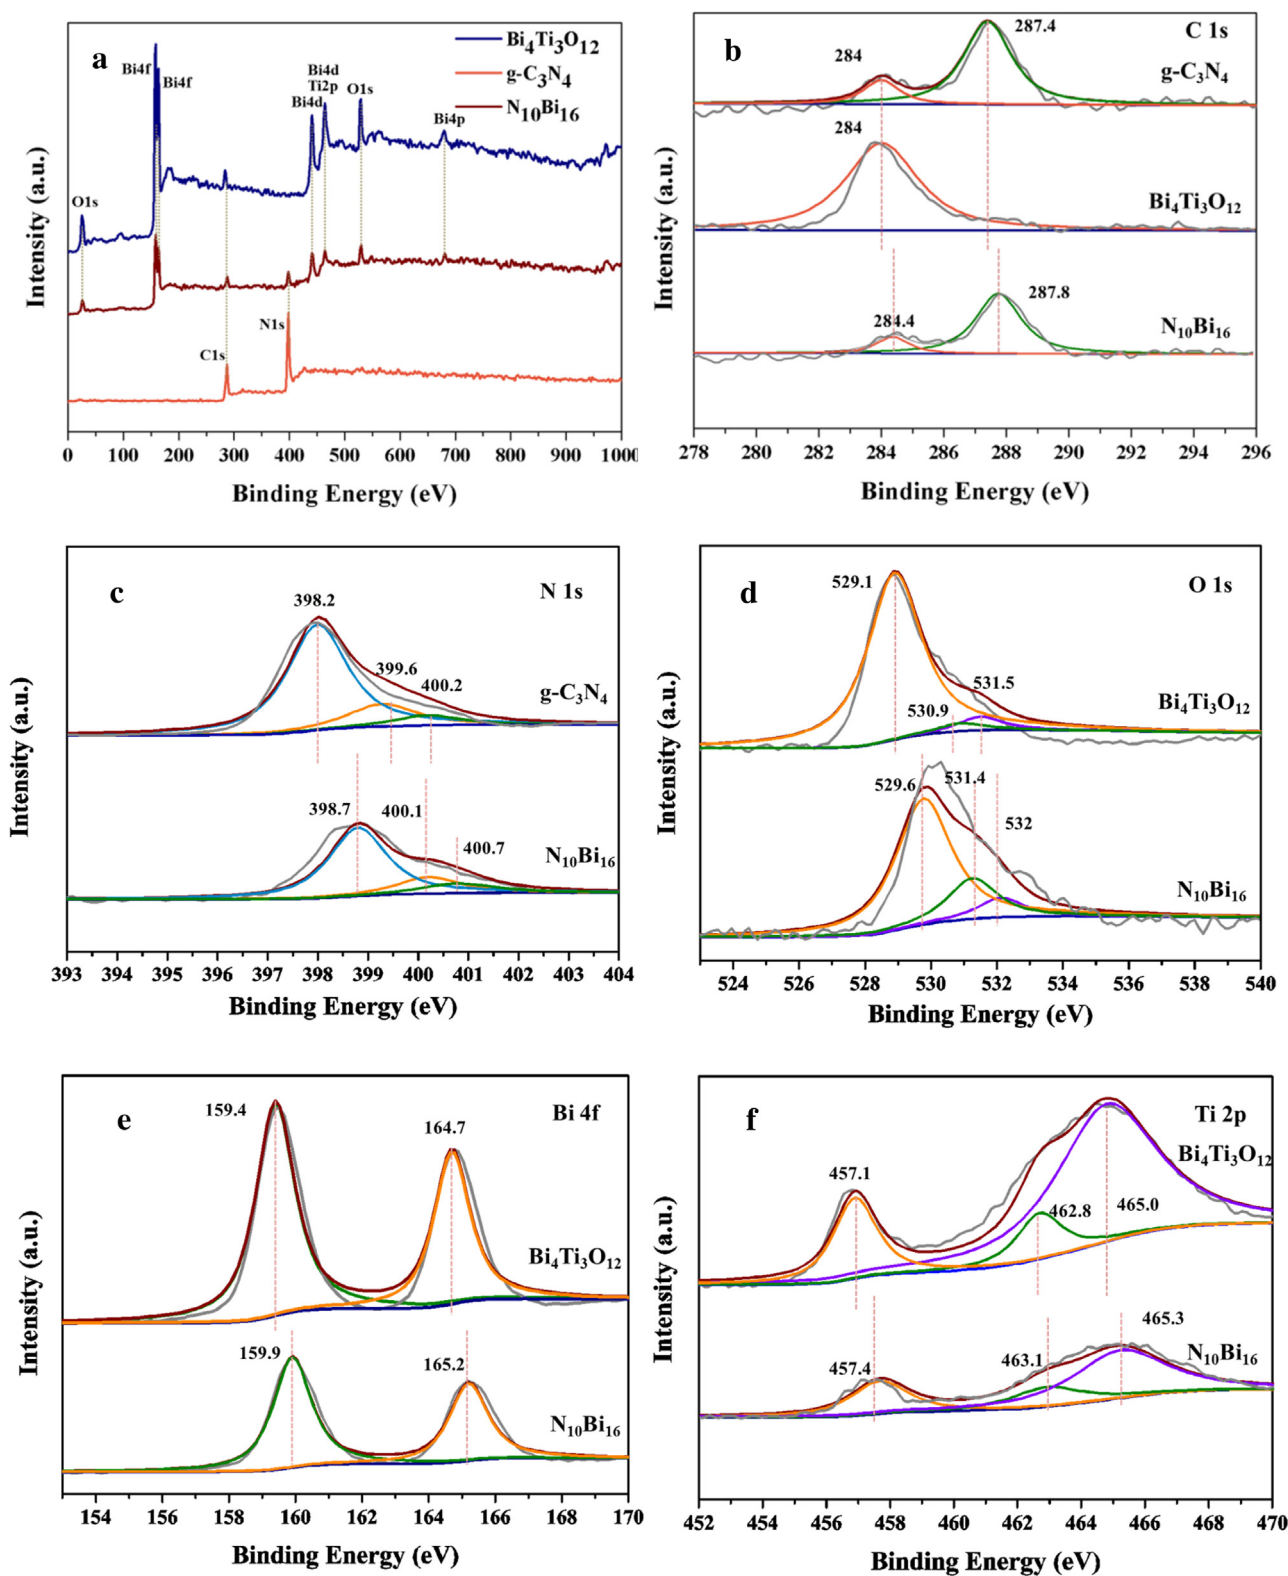 a
Bi4f
Bi4f
Bi4d
Ti2p
Bi4d
O1s
Bi4p
O1s
C1s
N1s
Bi₄Ti₃O₁₂
g-C₃N₄
N₁₀Bi₁₆
Intensity (a.u.)
0 100 200 300 400 500 600 700 800 900 1000
Binding Energy (eV)
b
C 1s
287.4
284
g-C₃N₄
284
Bi₄Ti₃O₁₂
287.8
284.4
N₁₀Bi₁₆
Intensity (a.u.)
278 280 282 284 286 288 290 292 294 296
Binding Energy (eV)
c
N 1s
398.2
399.6
400.2
g-C₃N₄
398.7
400.1
400.7
N₁₀Bi₁₆
Intensity (a.u.)
393 394 395 396 397 398 399 400 401 402 403 404
Binding Energy (eV)
d
O 1s
529.1
531.5
530.9
Bi₄Ti₃O₁₂
529.6
531.4
532
N₁₀Bi₁₆
Intensity (a.u.)
524 526 528 530 532 534 536 538 540
Binding Energy (eV)
e
Bi 4f
159.4
164.7
Bi₄Ti₃O₁₂
159.9
165.2
N₁₀Bi₁₆
Intensity (a.u.)
154 156 158 160 162 164 166 168 170
Binding Energy (eV)
f
Ti 2p
Bi₄Ti₃O₁₂
457.1
462.8
465.0
465.3
463.1
457.4
N₁₀Bi₁₆
Intensity (a.u.)
452 454 456 458 460 462 464 466 468 470
Binding Energy (eV)